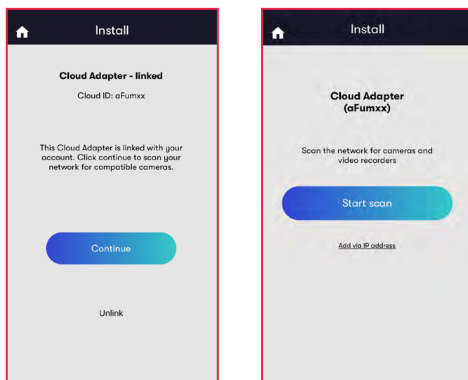 Install
Cloud Adapter - linked
Cloud ID: aFumxx
This Cloud Adapter is linked with your
account. Click continue to scan your
network for compatible cameras.
Continue
Unlink
Install
Cloud Adapter
(aFumxx)
Scan the network for cameras and
video recorders
Start scan
Add via IP address